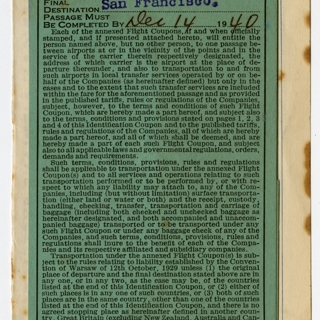 FINAL
DESTINATION San Francisco.
PASSAGE MUST
BE COMPLETED BY Dec 14 1940
Each of the annexed Flight Coupons, if and when officially
stamped, and if presented attached hereto, will entitle the
person named above, but no other person, to one passage be-
tween airports at or in the vicinity of the points and in the
service of the carrier therein respectively designated, the
address of which carrier is the airport at the place of de-
parture thereunder; and also to transportation to and from
such airports in local transfer services operated by or on be-
half of the Companies (as hereinafter defined) but only in the
cases and to the extent that such transfer services are included
within the fare for the aforementioned passage and as provided
in the published tariffs, rules or regulations of the Companies,
subject, however, to the terms and conditions of such Flight
Coupon, which are hereby made a part hereof, and subject also
to the terms, conditions and provisions stated on pages 1, 2, 3
and 4 of this Identification Coupon, and to the published tariffs,
rules and regulations of the Companies, all of which are hereby
made a part hereof, and all of which shall be deemed, and are
hereby made a part of each such Flight Coupon, and subject
also to all applicable laws and governmental regulations, orders,
demands and requirements.
Such terms, conditions, provisions, rules and regulations
shall be applicable to transportation under the annexed Flight
Coupon(s) and to all services and operations relating to such
transportation performed or to be performed by, or with re-
spect to which any liability may attach to, any of the Com-
panies, including (but without limitation) surface transporta-
tion (either land or water or both) and the receipt, custody,
handling, checking, transfer, transportation and carriage of
baggage (including both checked and unchecked baggage as
hereinafter designated, and both accompanied and unaccom-
panied baggage) transported or to be transported under any
such Flight Coupon or under any baggage check of any of the
Companies, and such terms, conditions, provisions, rules and
regulations shall inure to the benefit of each of the Compa-
nies and its respective affiliated and subsidiary companies.
Transportation under the annexed Flight Coupon(s) is sub-
ject to the rules relating to liability established by the Conven-
tion of Warsaw of 12th October, 1929 unless (1) the original
place of departure and the final destination stated above are in
any one, or in any two, as the case may be, of the countries
listed at the end of this Identification Coupon, or (2) either of
such places is in any one of such countries, or (3) both of such
places are in the same country, other than one of the countries
listed at the end of this Identification Coupon, and there is no
agreed stopping place as hereinafter defined in another coun-
try. Great Britain (excluding New Zealand, Australia and Can-